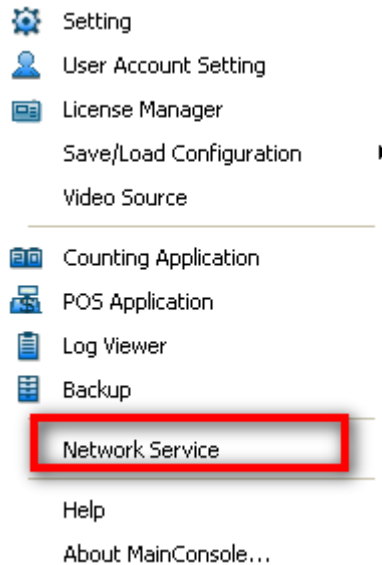 Setting
User Account Setting
License Manager
Save/Load Configuration
Video Source
Counting Application
POS Application
Log Viewer
Backup
Network Service
Help
About MainConsole...